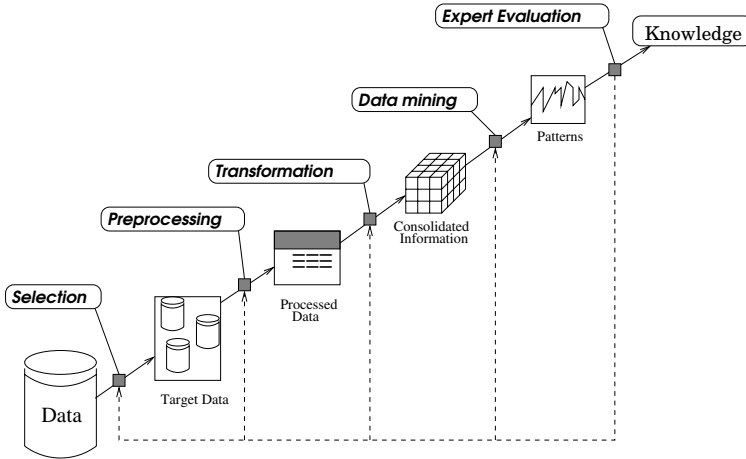 Expert Evaluation
Knowledge
Data mining
Patterns
Transformation
Consolidated
Information
Preprocessing
Processed
Data
Selection
Target Data
Data